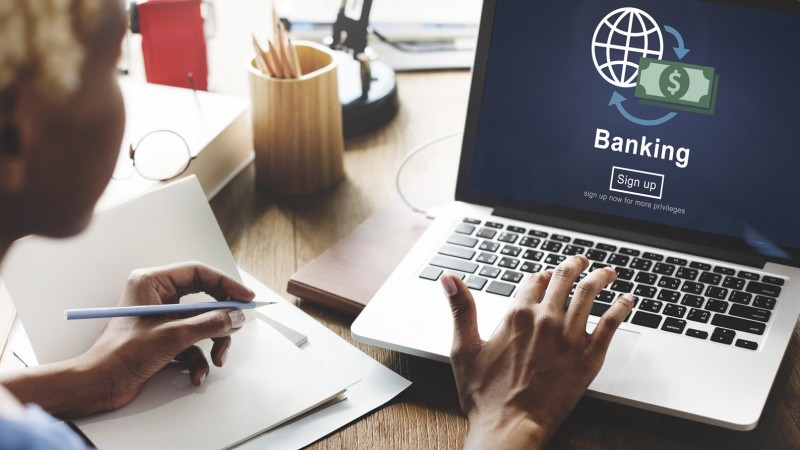 $
Banking
Sign up
sign up now for more privileges